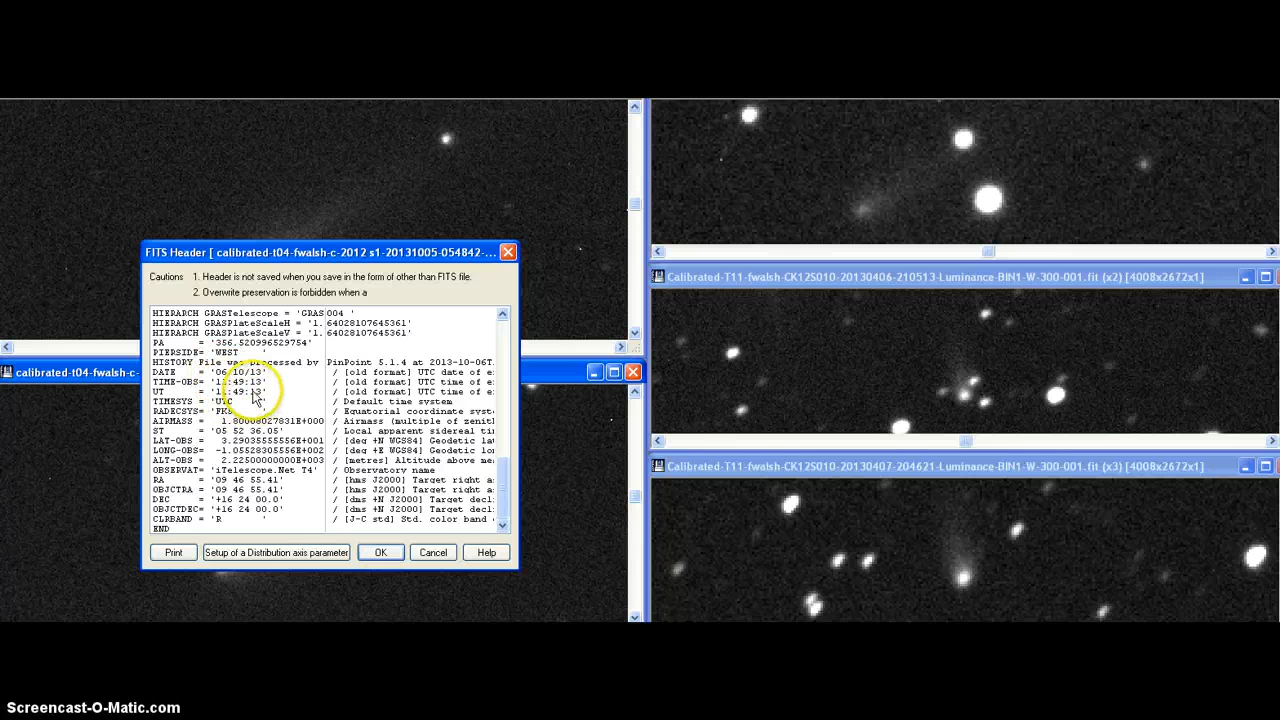 FITS Header [ calibrated-t04-fwalsh-c-2012 s1-20131005-054842-...
Cautions 1. Header is not saved when you save in the form of other than FITS file.
2. Overwrite preservation is forbidden when a
HIERARCH GRASTelescope = 'GRAS 004 '
HIERARCH GRASPlateScaleH = '1.64028107645361'
HIERARCH GRASPlateScaleV = '1.64028107645361'
PA = '356.520996529754'
PIERSIDE= 'WEST '
HISTORY File was processed by PinPoint 5.1.4 at 2013-10-06T.
DATE = '06/10/13' / [old format] UTC date of e
TIME-OBS= '11:49:13' / [old format] UTC time of e
UT = '11:49:13' / [old format] UTC time of e
TIMESYS = 'UTC ' / Default time system
RADECSYS= / Equatorial coordinate syst
AIRMASS = / Airmass (multiple of zenith
ST = '05 52 36.05' / Local apparent sidereal ti
LAT-OBS = 3.29035555556E+001 / [deg +N WGS84] Geodetic lat
LONG-OBS= -1.05528305556E+002 / [deg +E WGS84] Geodetic lo
ALT-OBS = 2.22500000000E+003 / [metres] Altitude above me
OBSERVAT= 'iTelescope.Net T4' / Observatory name
RA = '09 46 55.41' / [hms J2000] Target right a
OBJCTRA = '09 46 55.41' / [hms J2000] Target right a
DEC = '+16 24 00.0' / [dms +N J2000] Target decl
OBJCTDEC= '+16 24 00.0' / [dms +N J2000] Target decl
CLRBAND = 'R ' / [J-C std] Std. color band
END
Print Setup of a Distribution axis parameter OK Cancel Help
calibrated-t04-fwalsh-c-
Calibrated-T11-fwalsh-CK12S010-20130406-210513-Luminance-BIN1-W-300-001.fit (x2) [4008x2672x1]
Calibrated-T11-fwalsh-CK12S010-20130407-204621-Luminance-BIN1-W-300-001.fit (x3) [4008x2672x1]
Screencast-O-Matic.com